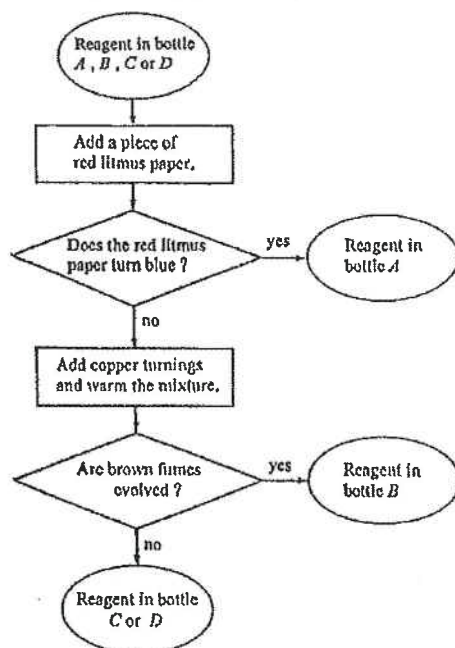 Reagent in bottle
A, B, C or D
Add a piece of
red litmus paper.
Does the red litmus
paper turn blue ?
yes
Reagent in
bottle A
no
Add copper turnings
and warm the mixture.
Are brown fumes
evolved ?
yes
Reagent in
bottle B
no
Reagent in bottle
C or D